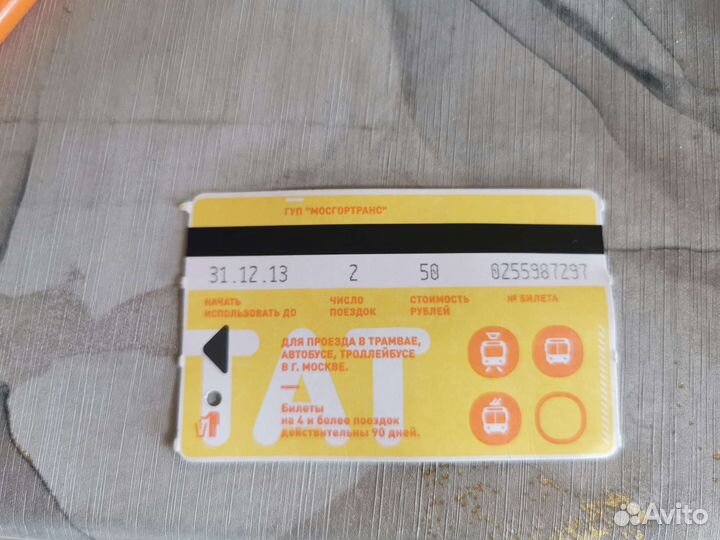 ГУП "МОСГОРТРАНС"
31.12.13 2 50 0255987297
НАЧАТЬ ИСПОЛЬЗОВАТЬ ДО
ЧИСЛО ПОЕЗДОК
СТОИМОСТЬ РУБЛЕЙ
№ БИЛЕТА
ТАТ
ДЛЯ ПРОЕЗДА В ТРАМВАЕ,
АВТОБУСЕ, ТРОЛЛЕЙБУСЕ
В Г. МОСКВЕ.
Билеты
на 4 и более поездок
действительны 90 дней.
Avito